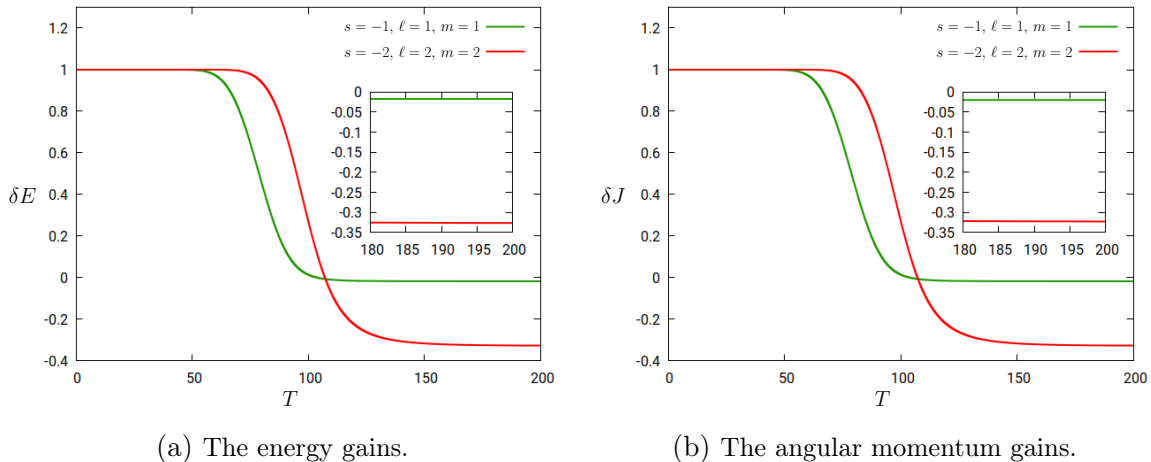 s = −1, ℓ = 1, m = 1
s = −2, ℓ = 2, m = 2
1.2
1
0.8
0.6
0.4
0.2
0
-0.2
-0.4
δE
0
-0.05
-0.1
-0.15
-0.2
-0.25
-0.3
-0.35
180 185 190 195 200
0 50 100 150 200
T
(a) The energy gains.
s = −1, ℓ = 1, m = 1
s = −2, ℓ = 2, m = 2
1.2
1
0.8
0.6
0.4
0.2
0
-0.2
-0.4
δJ
0
-0.05
-0.1
-0.15
-0.2
-0.25
-0.3
-0.35
180 185 190 195 200
0 50 100 150 200
T
(b) The angular momentum gains.